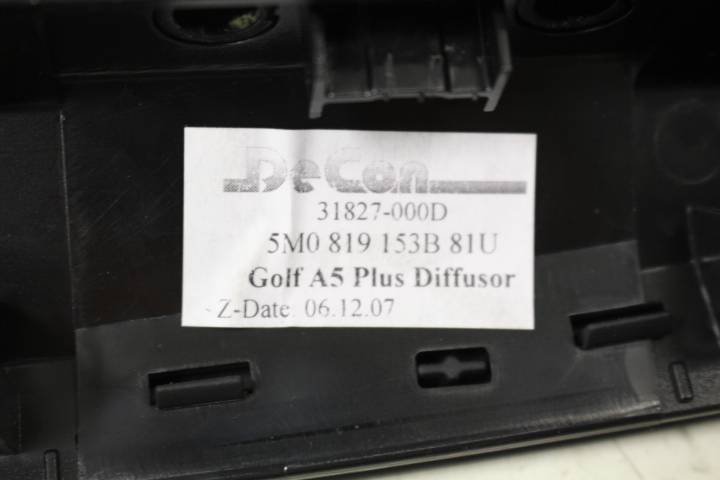 DeCon
31827-000D
5M0 819 153B 81U
Golf A5 Plus Diffusor
Z-Date: 06.12.07